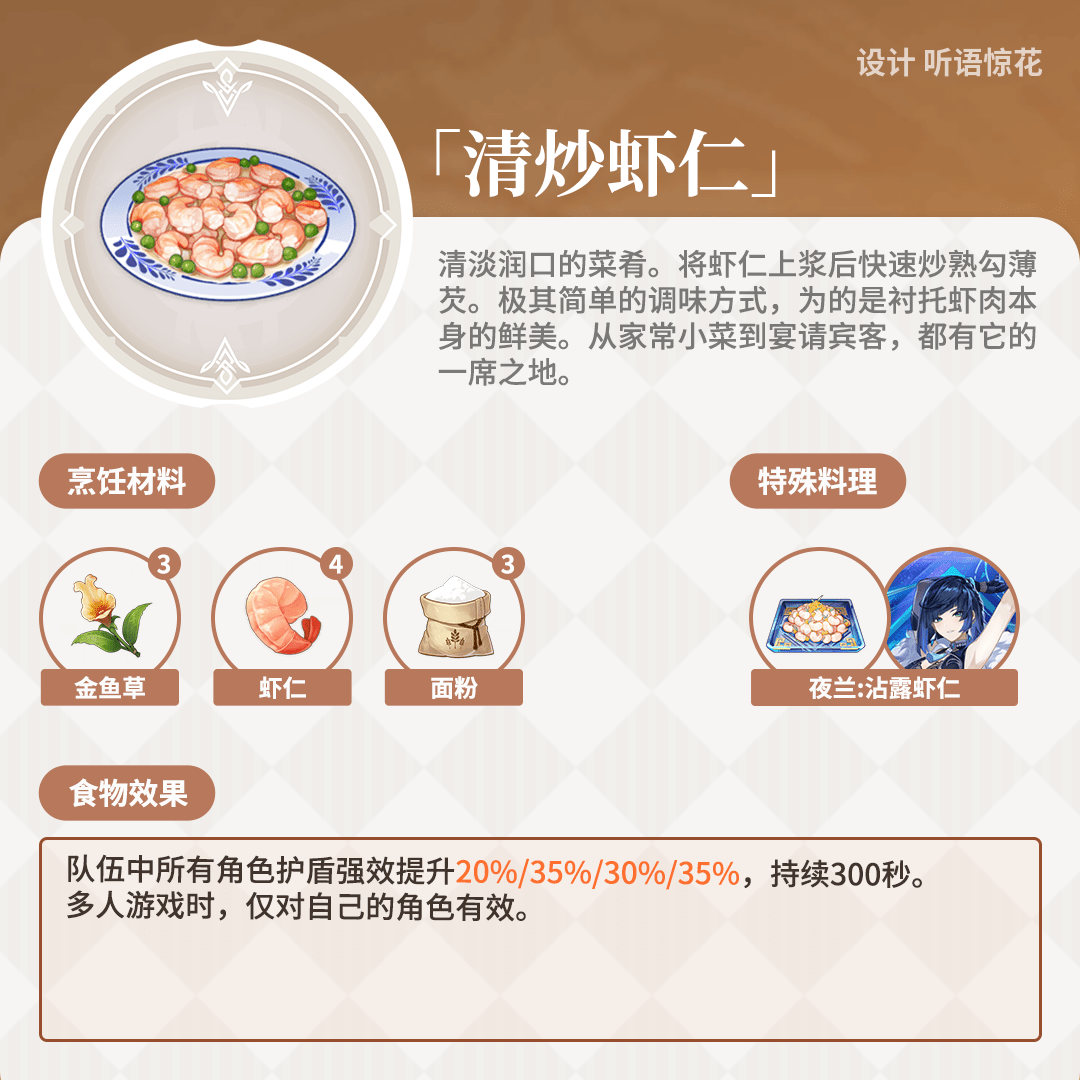 设计 听语惊花
「清炒虾仁」
清淡润口的菜肴。将虾仁上浆后快速炒熟勾薄
芡。极其简单的调味方式，为的是衬托虾肉本
身的鲜美。从家常小菜到宴请宾客，都有它的
一席之地。
烹饪材料
特殊料理
3
4
3
金鱼草
虾仁
面粉
夜兰:沾露虾仁
食物效果
队伍中所有角色护盾强效提升20%/35%/30%/35%，持续300秒。
多人游戏时，仅对自己的角色有效。